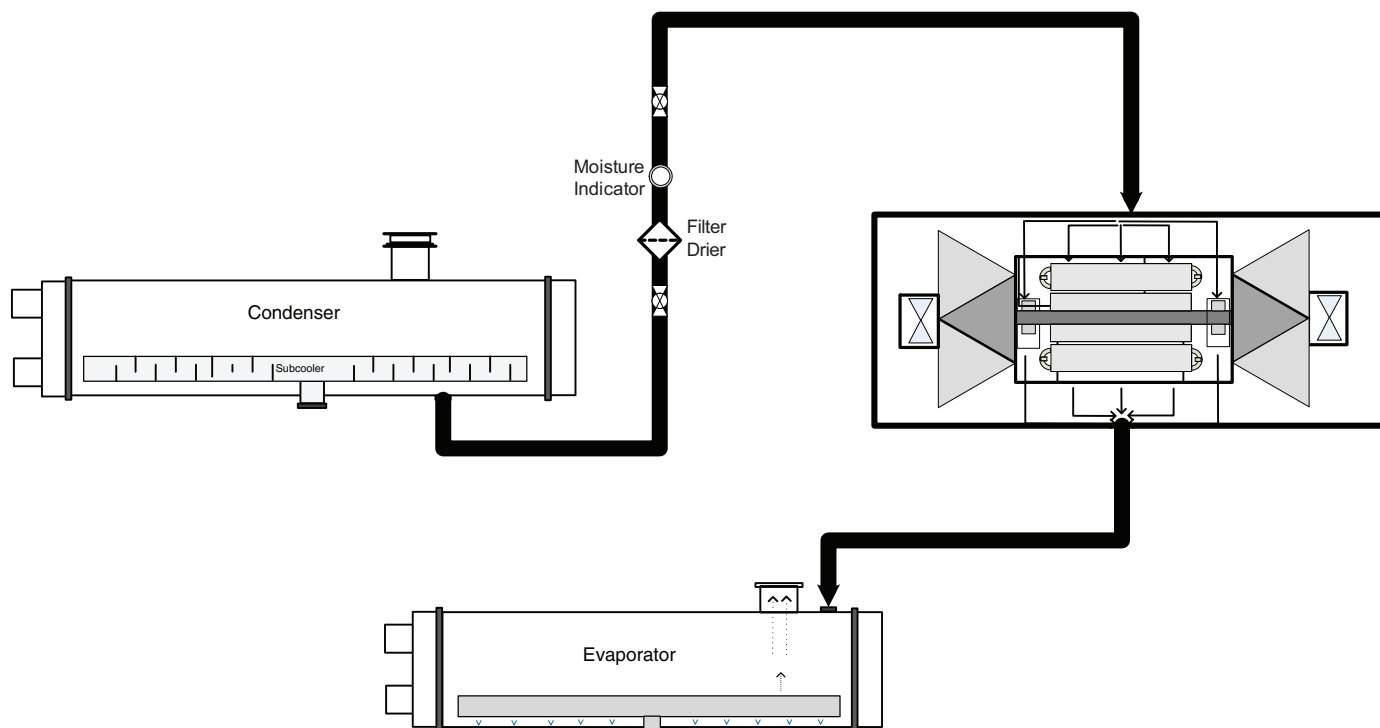 Moisture
Indicator
Filter
Drier
Condenser
Subcooler
Evaporator